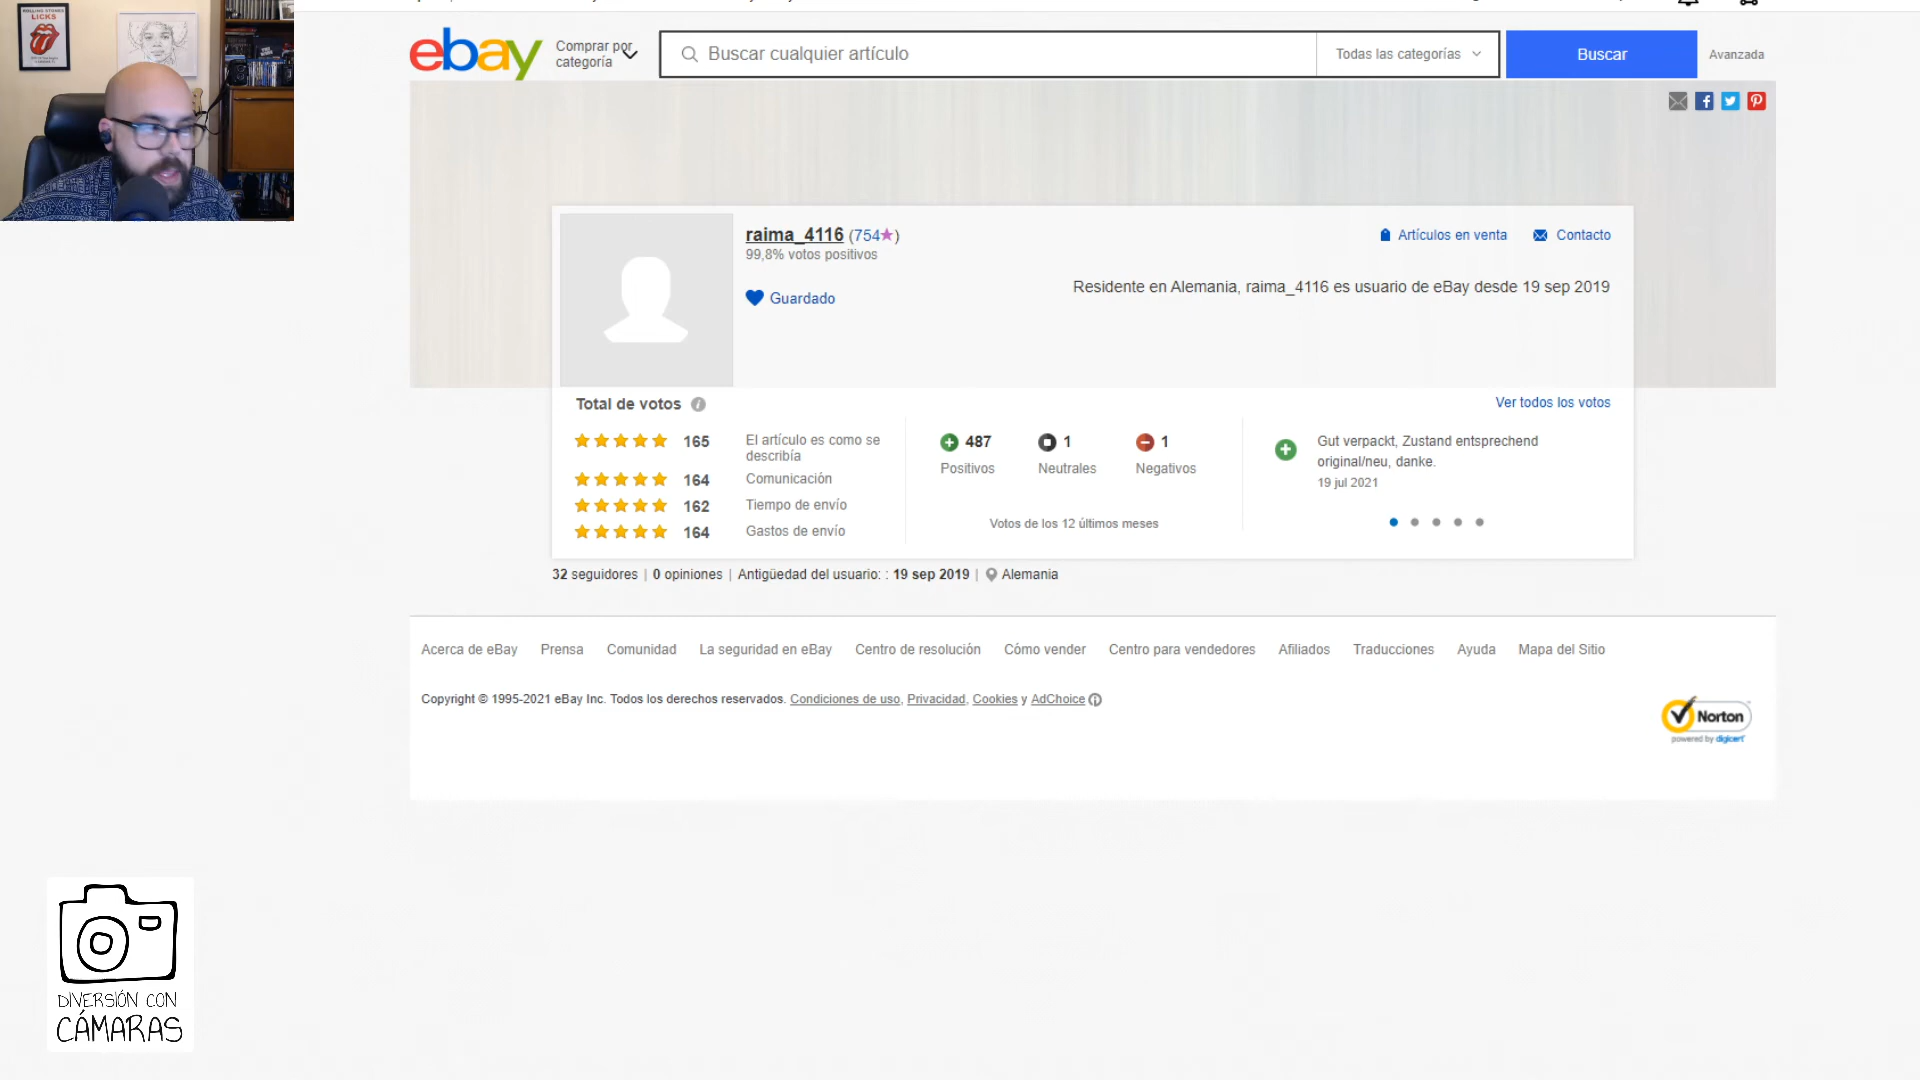 ROLLING STONES
LICKS
ebay
Comprar por
categoría
Buscar cualquier artículo
Todas las categorías
Buscar
Avanzada
raima_4116 (754★)
99,8% votos positivos
Guardado
Artículos en venta
Contacto
Residente en Alemania, raima_4116 es usuario de eBay desde 19 sep 2019
Total de votos
Ver todos los votos
165 El artículo es como se
describía
164 Comunicación
162 Tiempo de envío
164 Gastos de envío
487
Positivos
1
Neutrales
1
Negativos
Votos de los 12 últimos meses
Gut verpackt, Zustand entsprechend
original/neu, danke.
19 jul 2021
32 seguidores | 0 opiniones | Antigüedad del usuario: : 19 sep 2019 | Alemania
Acerca de eBay Prensa Comunidad La seguridad en eBay Centro de resolución Cómo vender Centro para vendedores Afiliados Traducciones Ayuda Mapa del Sitio
Copyright © 1995-2021 eBay Inc. Todos los derechos reservados. Condiciones de uso, Privacidad, Cookies y AdChoice
Norton
powered by digicert
DIVERSIÓN CON
CÁMARAS